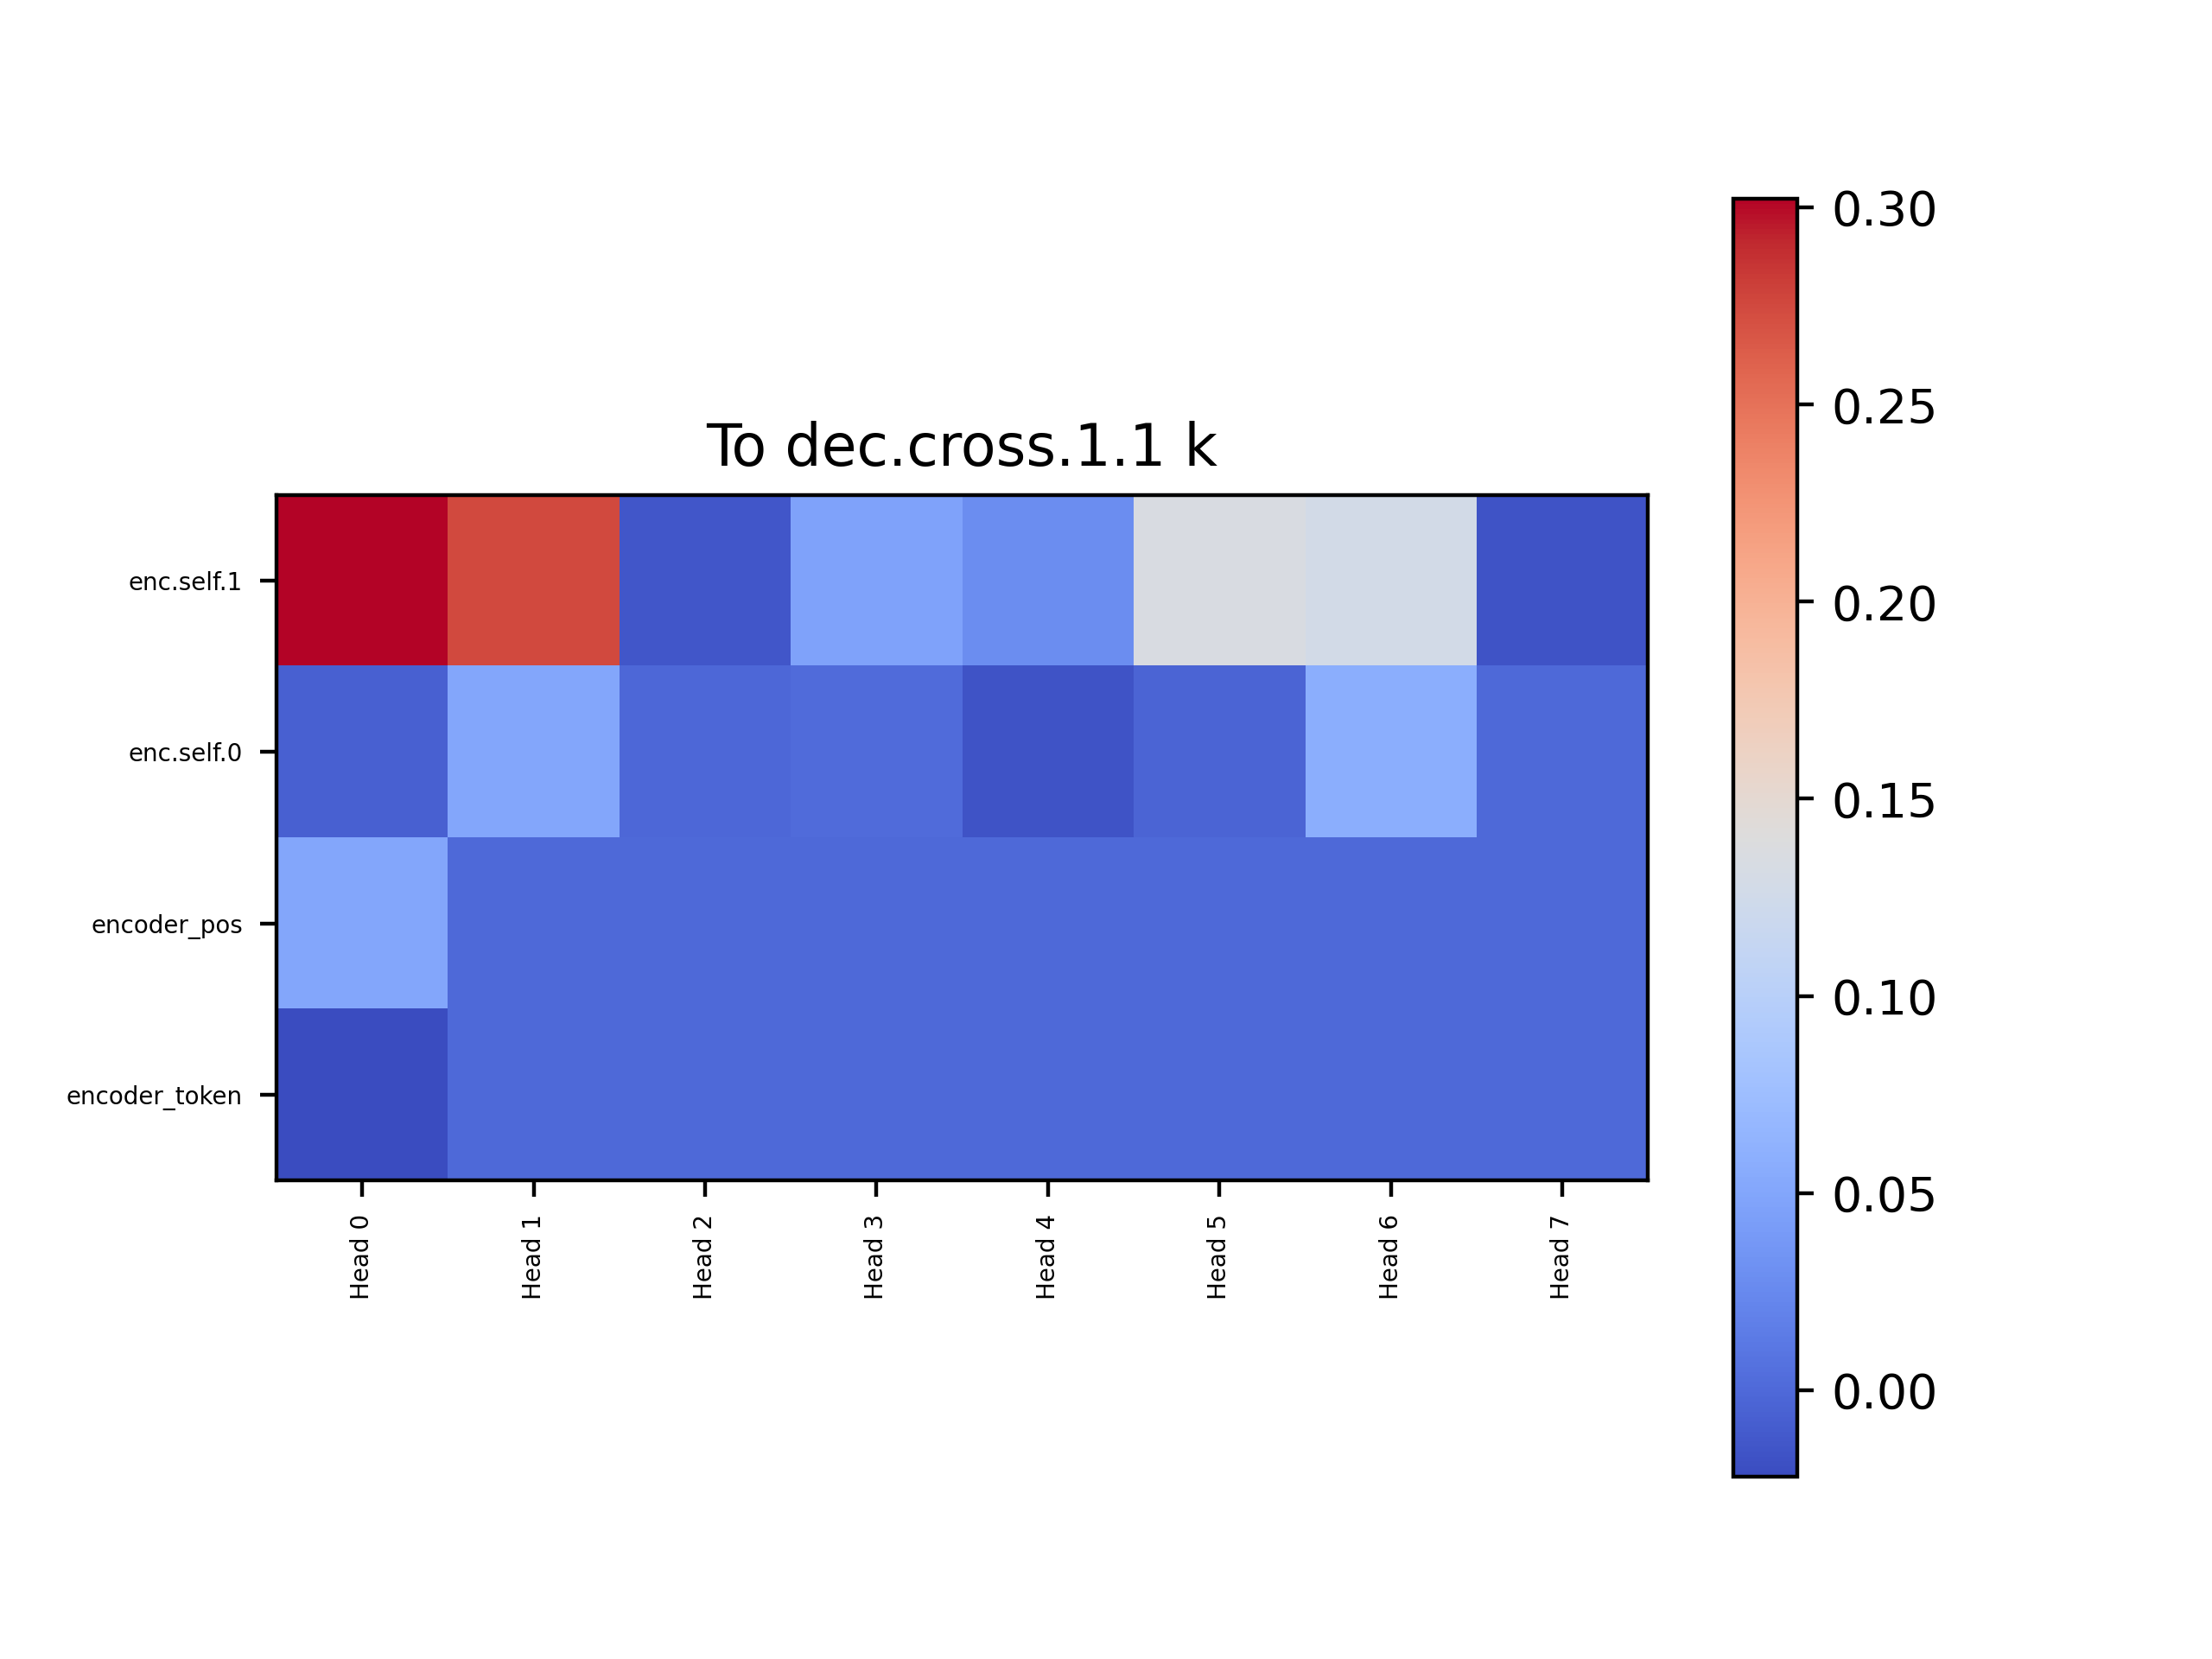 To dec.cross.1.1 k
enc.self.1
enc.self.0
encoder_pos
encoder_token
Head 0
Head 1
Head 2
Head 3
Head 4
Head 5
Head 6
Head 7
0.30
0.25
0.20
0.15
0.10
0.05
0.00